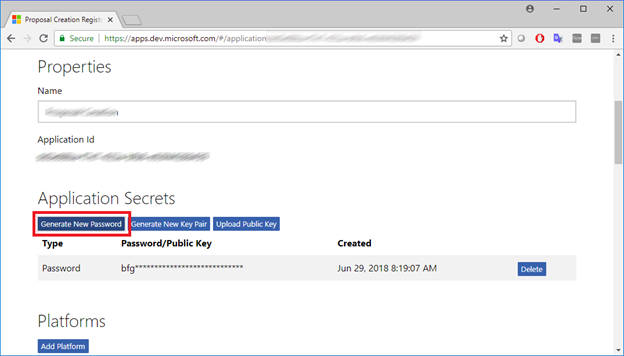 Proposal Creation Registr
Secure https://apps.dev.microsoft.com/#/application
Properties
Name
Application Id
Application Secrets
Generate New Password Generate New Key Pair Upload Public Key
Type Password/Public Key Created
Password bfg**************************** Jun 29, 2018 8:19:07 AM Delete
Platforms
Add Platform